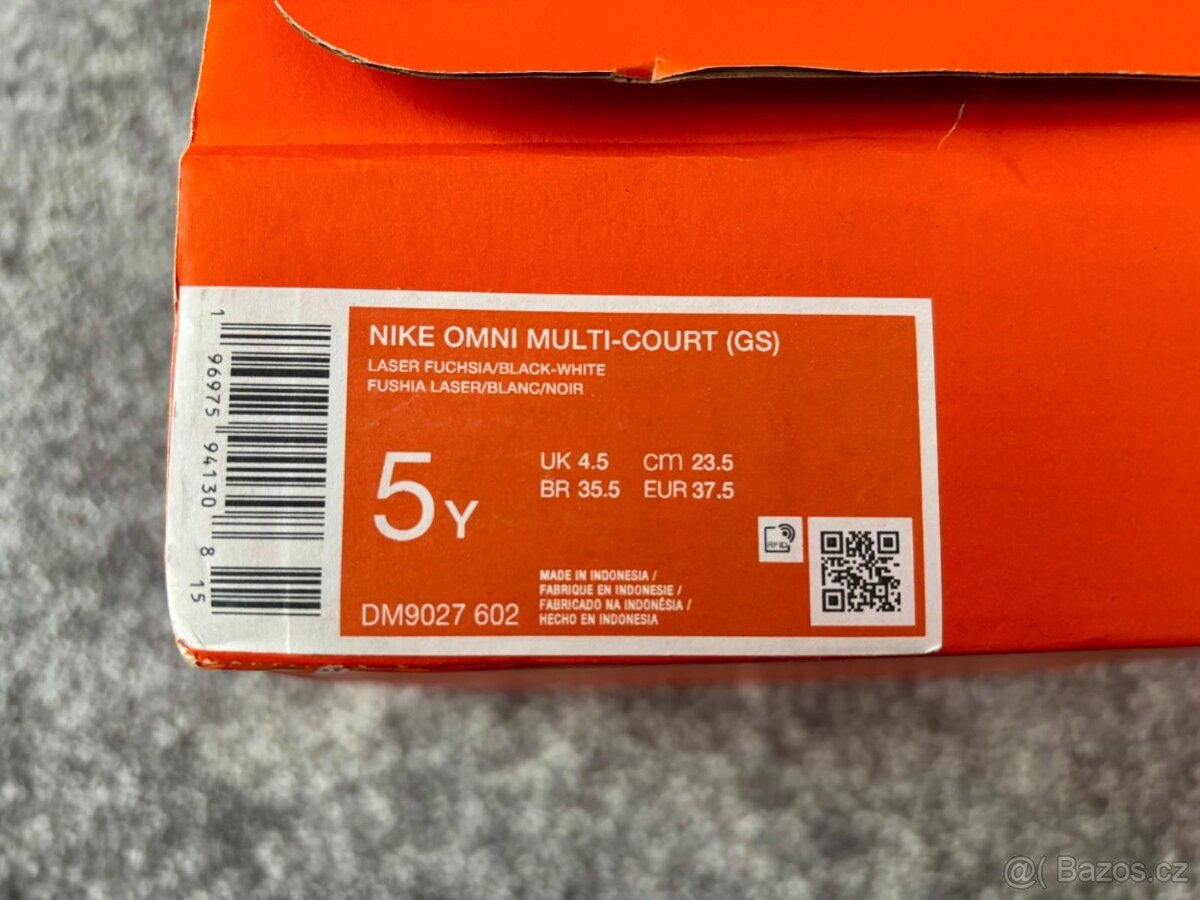 1 96975 94130 8 15
NIKE OMNI MULTI-COURT (GS)
LASER FUCHSIA/BLACK-WHITE
FUSHIA LASER/BLANC/NOIR
5Y
UK 4.5 cm 23.5
BR 35.5 EUR 37.5
RFID
MADE IN INDONESIA /
FABRIQUE EN INDONESIE /
FABRICADO NA INDONÉSIA /
HECHO EN INDONESIA
DM9027 602
@( Bazos.cz